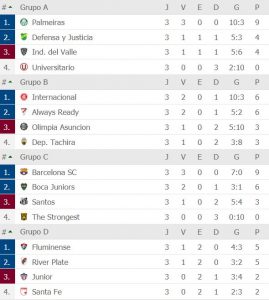 # Grupo A J V E D G P
1. Palmeiras 3 3 0 0 10:3 9
2. Defensa y Justicia 3 1 1 1 5:3 4
3. Ind. del Valle 3 1 1 1 5:6 4
4. Universitario 3 0 0 3 2:10 0
# Grupo B J V E D G P
1. Internacional 3 2 0 1 10:3 6
2. Always Ready 3 2 0 1 5:2 6
3. Olimpia Asuncion 3 1 0 2 5:10 3
4. Dep. Tachira 3 1 0 2 3:8 3
# Grupo C J V E D G P
1. Barcelona SC 3 3 0 0 7:0 9
2. Boca Juniors 3 2 0 1 3:1 6
3. Santos 3 1 0 2 5:4 3
4. The Strongest 3 0 0 3 0:10 0
# Grupo D J V E D G P
1. Fluminense 3 1 2 0 4:3 5
2. River Plate 3 1 2 0 3:2 5
3. Junior 3 0 2 1 3:4 2
4. Santa Fe 3 0 2 1 3:4 2